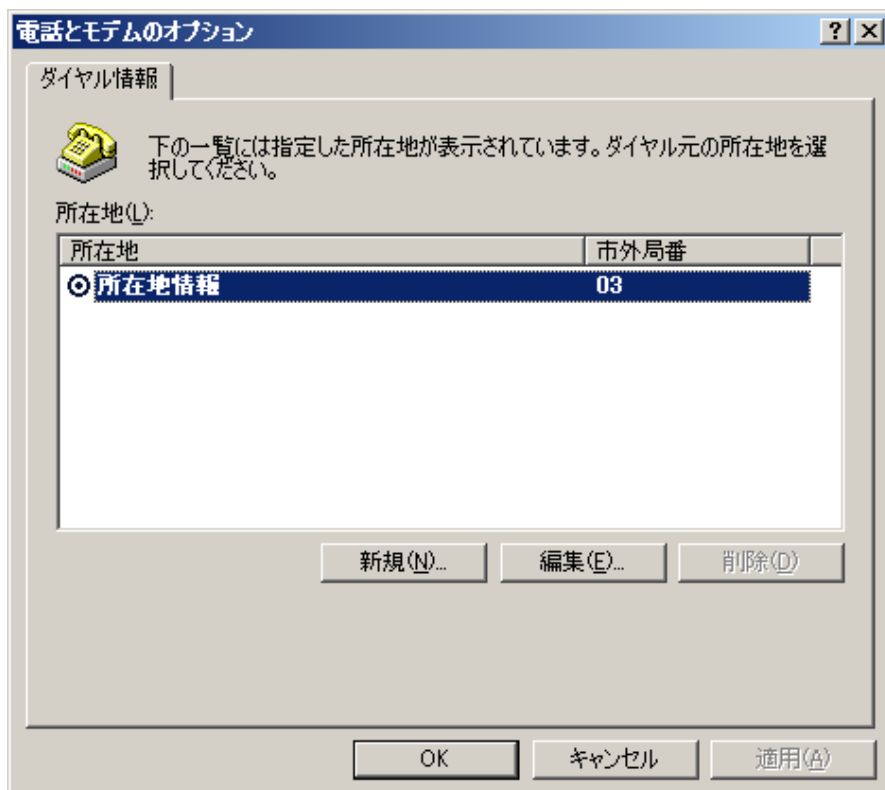 電話とモデムのオプション
ダイヤル情報
下の一覧には指定した所在地が表示されています。ダイヤル元の所在地を選
択してください。
所在地(L):
所在地 市外局番
所在地情報 03
新規(N)... 編集(E)... 削除(D)
OK キャンセル 適用(A)